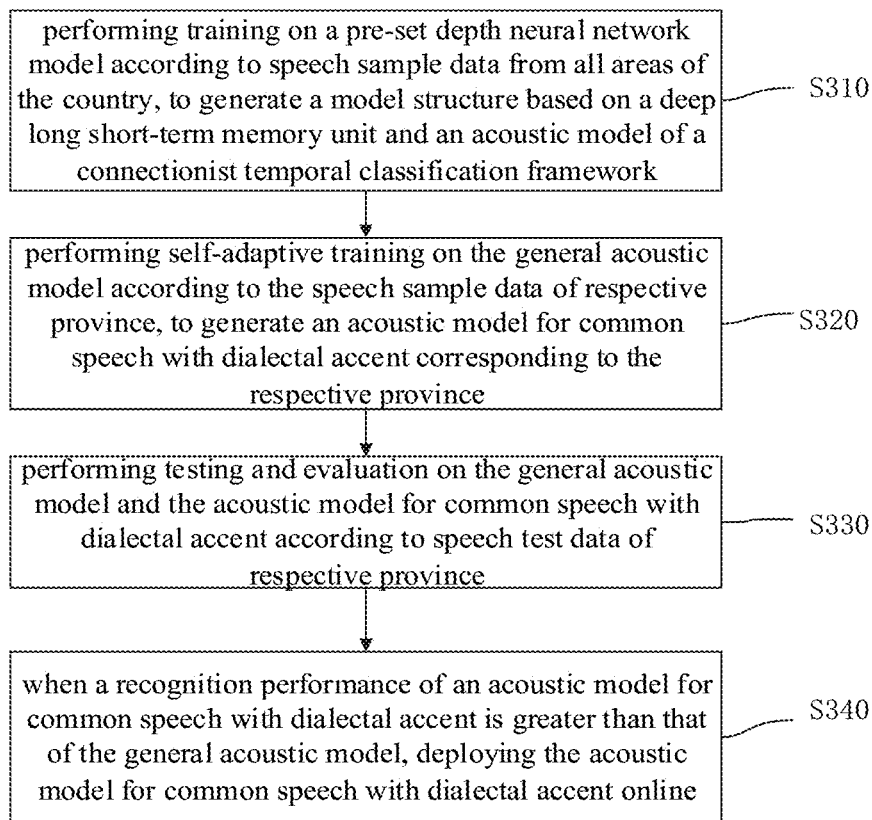 performing training on a pre-set depth neural network
model according to speech sample data from all areas of
the country, to generate a model structure based on a deep
long short-term memory unit and an acoustic model of a
connectionist temporal classification framework
S310
performing self-adaptive training on the general acoustic
model according to the speech sample data of respective
province, to generate an acoustic model for common
speech with dialectal accent corresponding to the
respective province
S320
performing testing and evaluation on the general acoustic
model and the acoustic model for common speech with
dialectal accent according to speech test data of
respective province
S330
when a recognition performance of an acoustic model for
common speech with dialectal accent is greater than that
of the general acoustic model, deploying the acoustic
model for common speech with dialectal accent online
S340